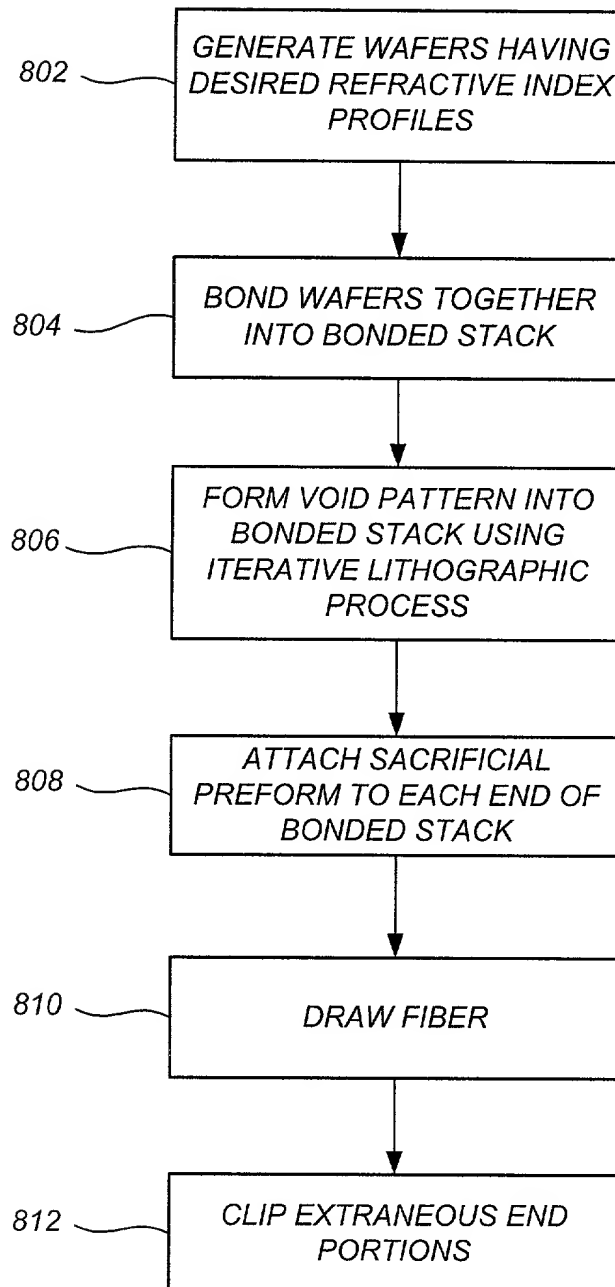 802
GENERATE WAFERS HAVING
DESIRED REFRACTIVE INDEX
PROFILES
804
BOND WAFERS TOGETHER
INTO BONDED STACK
806
FORM VOID PATTERN INTO
BONDED STACK USING
ITERATIVE LITHOGRAPHIC
PROCESS
808
ATTACH SACRIFICIAL
PREFORM TO EACH END OF
BONDED STACK
810
DRAW FIBER
812
CLIP EXTRANEOUS END
PORTIONS